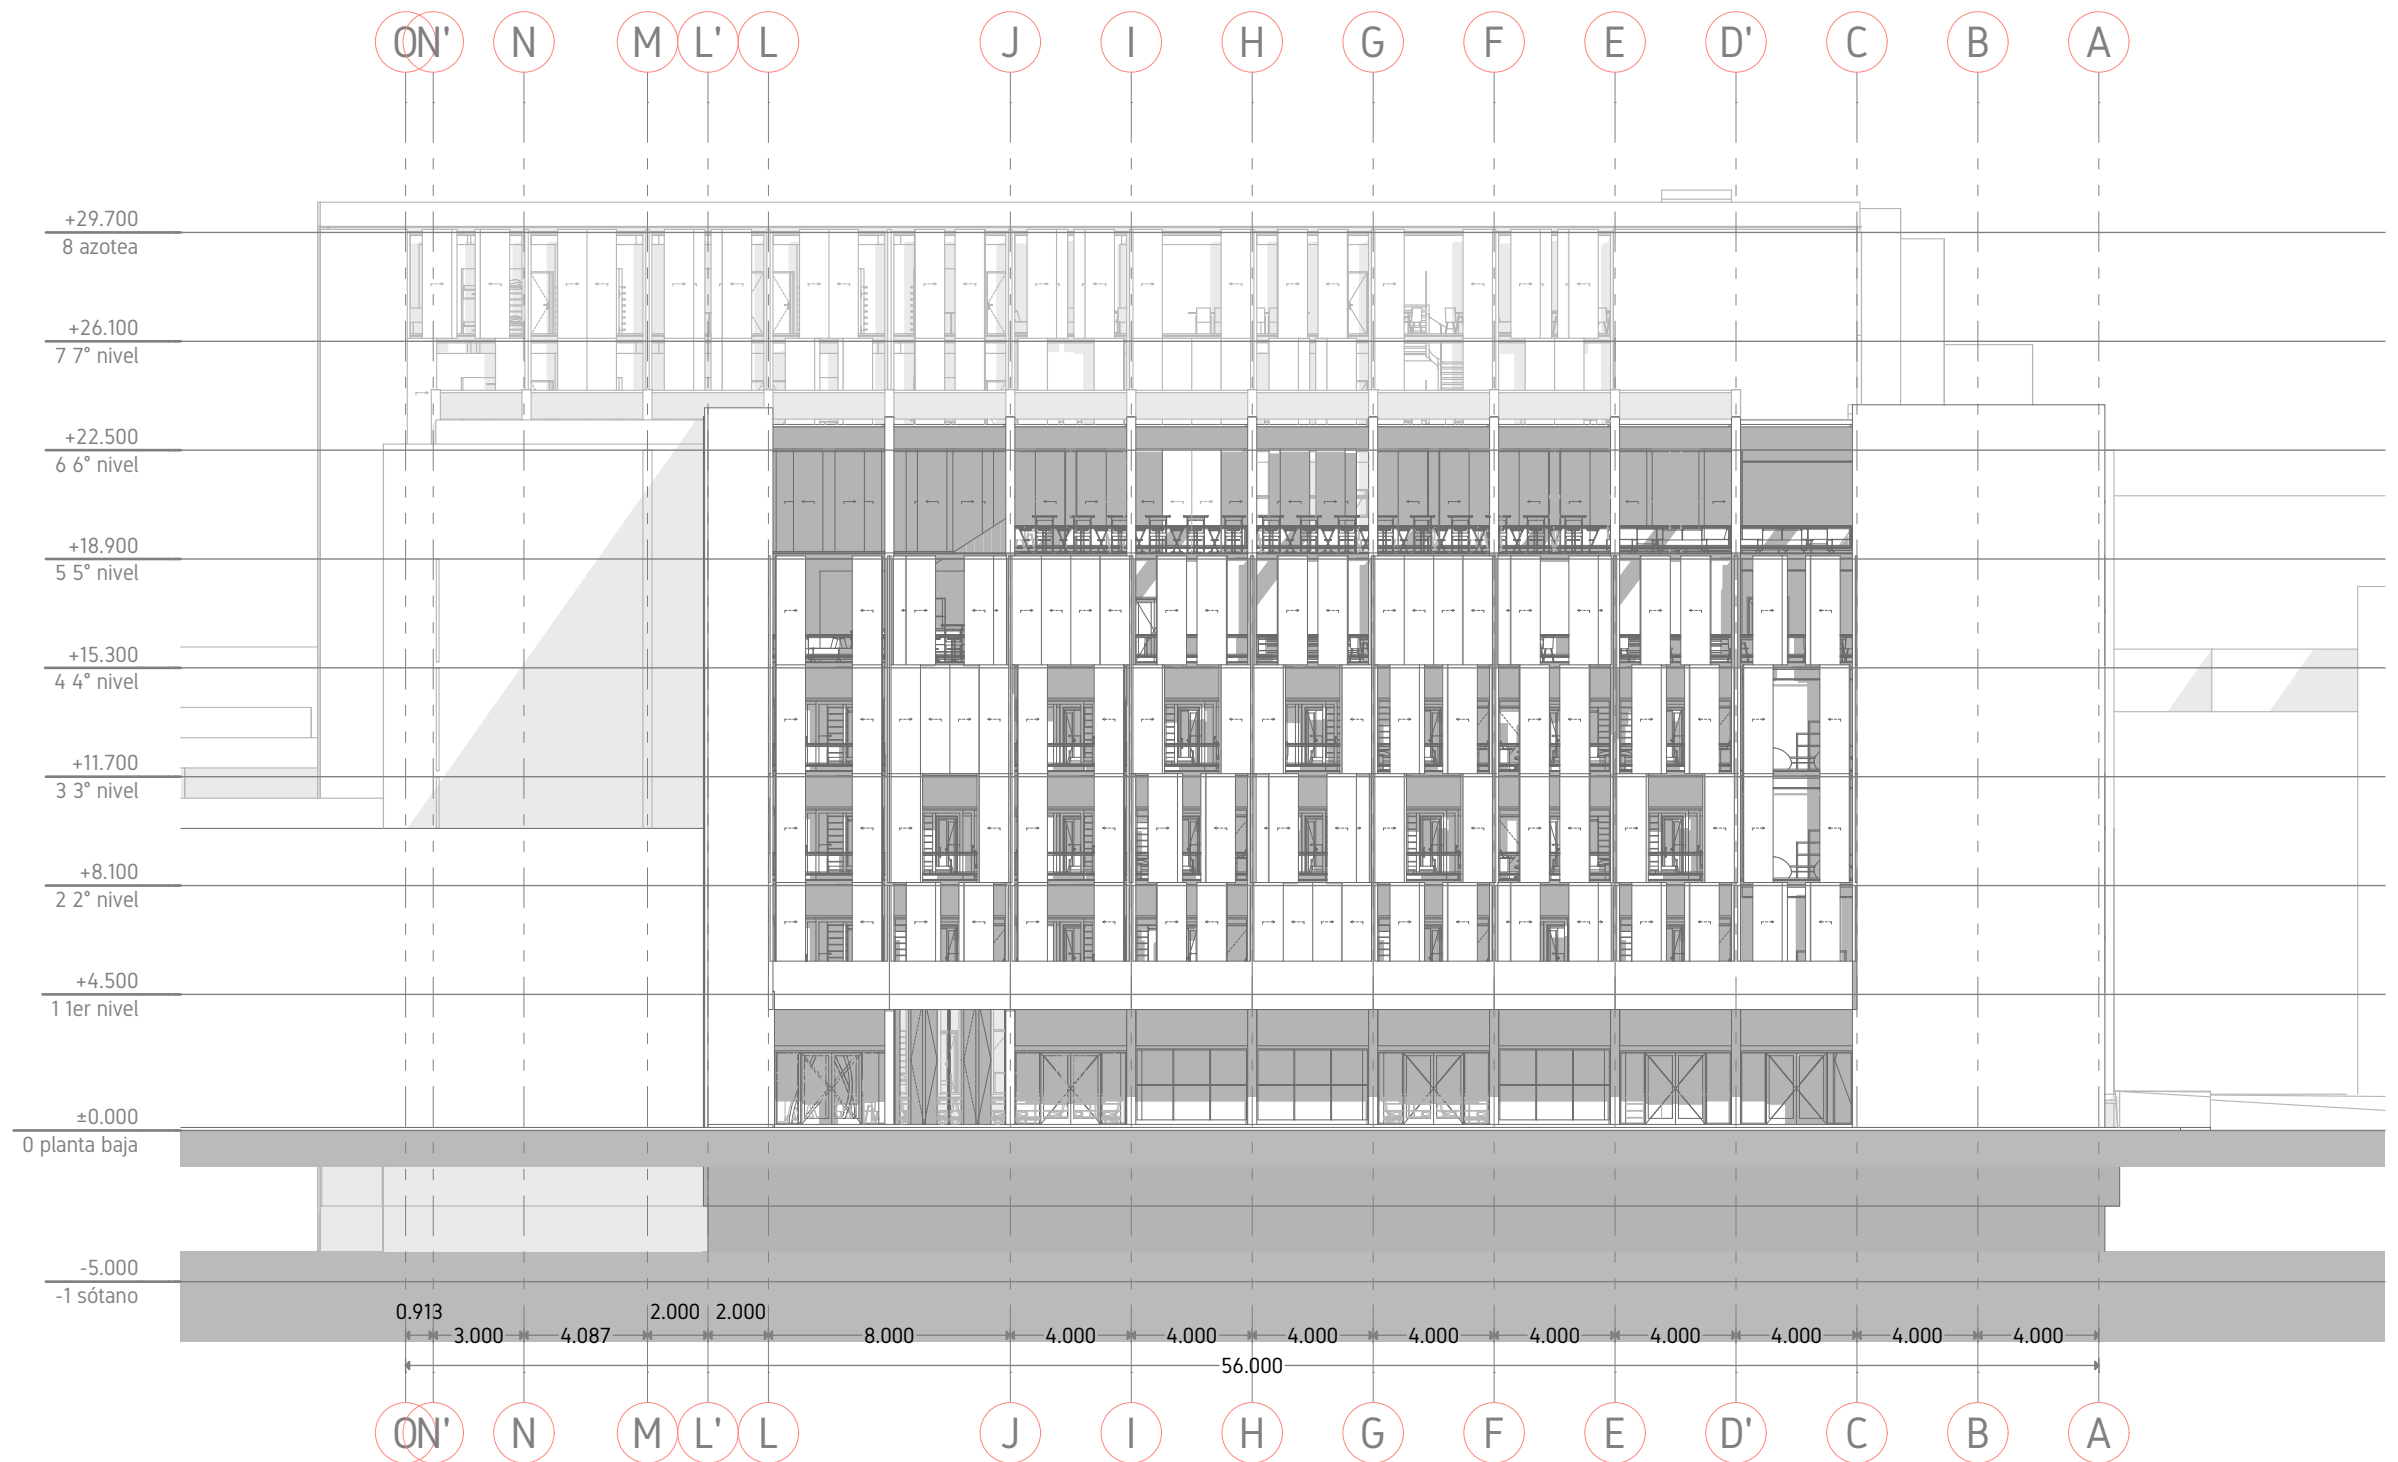 O N' N M L' L J I H G F E D' C B A
+29.700
8 azotea
+26.100
7 7° nivel
+22.500
6 6° nivel
+18.900
5 5° nivel
+15.300
4 4° nivel
+11.700
3 3° nivel
+8.100
2 2° nivel
+4.500
1 1er nivel
±0.000
0 planta baja
-5.000
-1 sótano
0.913 2.000 2.000
3.000 4.087 8.000 4.000 4.000 4.000 4.000 4.000 4.000 4.000 4.000 4.000
56.000
O N' N M L' L J I H G F E D' C B A